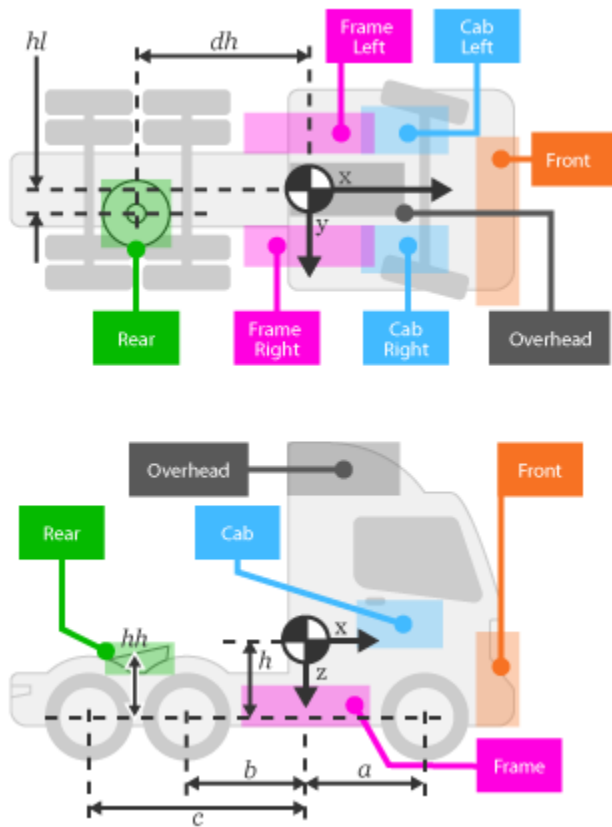 hl
dh
Frame
Left
Cab
Left
Front
x
y
Rear
Frame
Right
Cab
Right
Overhead
Overhead
Front
Rear
Cab
hh
h
x
z
b
a
c
Frame